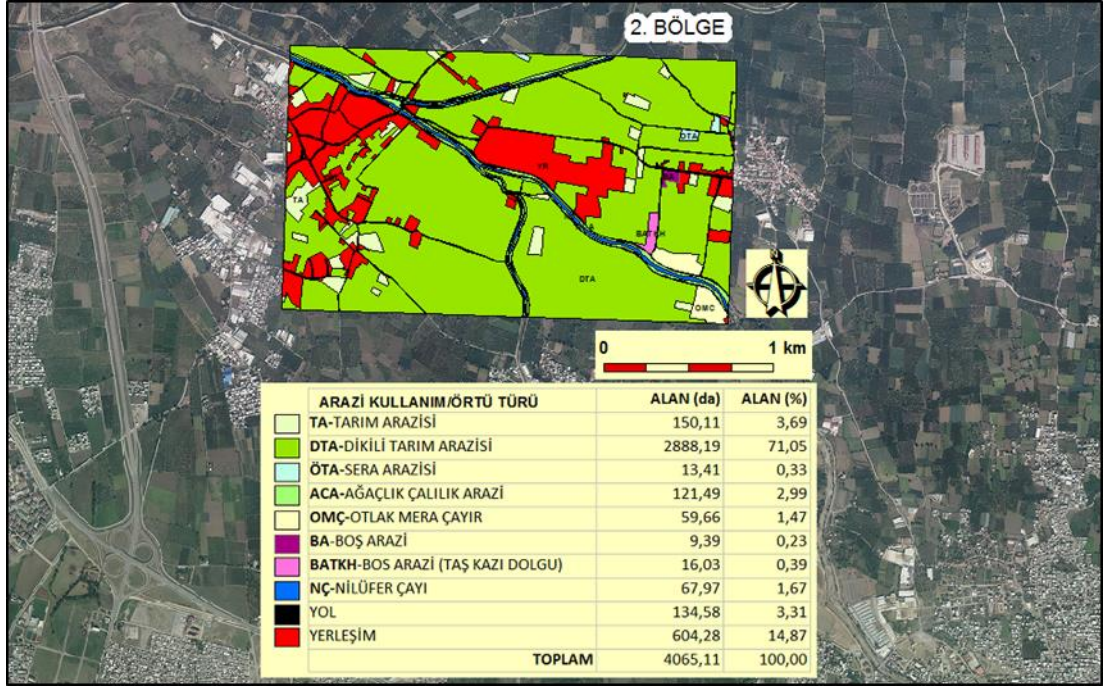 2. BÖLGE
ÖTA
YR
TA
BATKH
DTA
OMC
0 1 km
ARAZİ KULLANIM/ÖRTÜ TÜRÜ ALAN (da) ALAN (%)
TA-TARIM ARAZİSİ 150,11 3,69
DTA-DİKİLİ TARIM ARAZİSİ 2888,19 71,05
ÖTA-SERA ARAZİSİ 13,41 0,33
ACA-AĞAÇLIK ÇALILIK ARAZİ 121,49 2,99
OMÇ-OTLAK MERA ÇAYIR 59,66 1,47
BA-BOŞ ARAZİ 9,39 0,23
BATKH-BOS ARAZİ (TAŞ KAZI DOLGU) 16,03 0,39
NÇ-NİLÜFER ÇAYI 67,97 1,67
YOL 134,58 3,31
YERLEŞİM 604,28 14,87
TOPLAM 4065,11 100,00